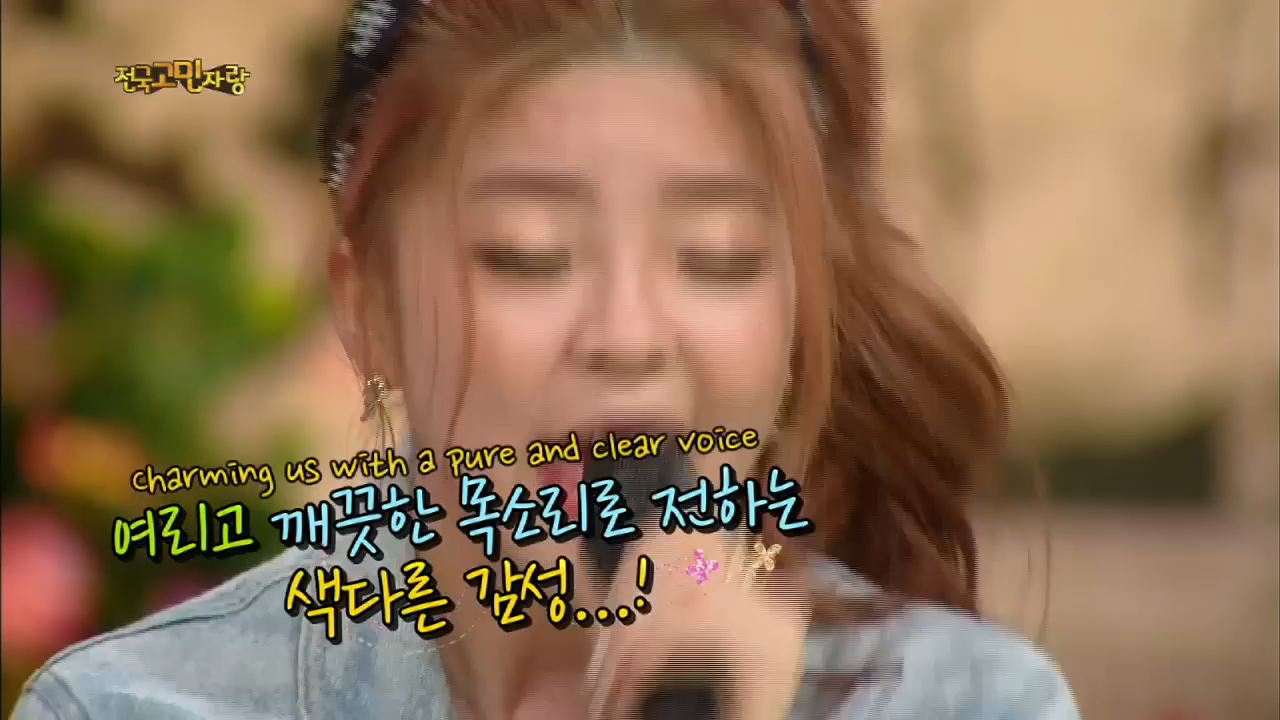 전국고민자랑
charming us with a pure and clear voice
여리고 깨끗한 목소리로 전하는
색다른 감성...!